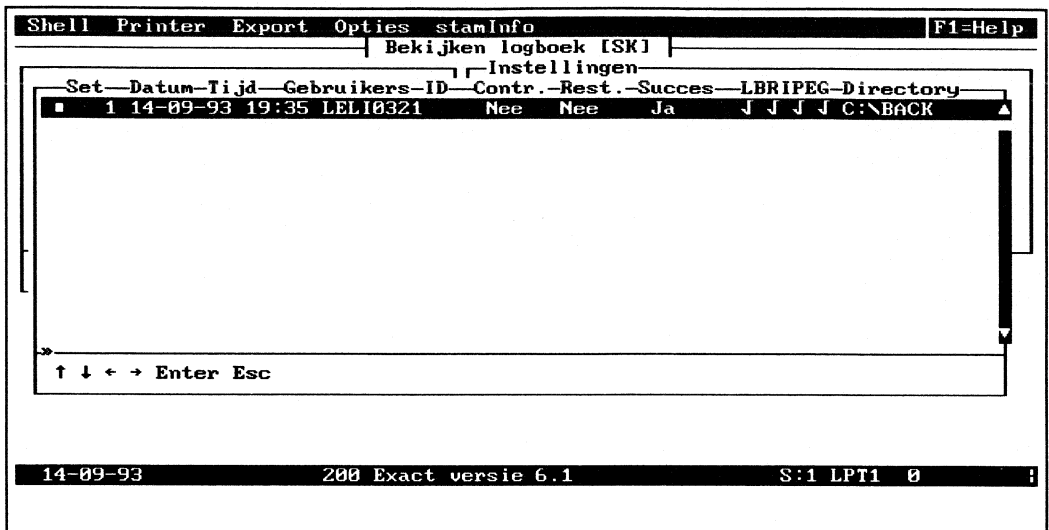 Shell Printer Export Opties stamInfo F1=Help
Bekijken logboek [SK]
Instellingen
Set Datum-Tijd Gebruikers-ID Contr. Rest. Succes LBRIPEG Directory
1 14-09-93 19:35 LELI0321 Nee Nee Ja √ √ √ √ C:\BACK
» 
↑ ↓ ← → Enter Esc
14-09-93 200 Exact versie 6.1 S:1 LPT1 0